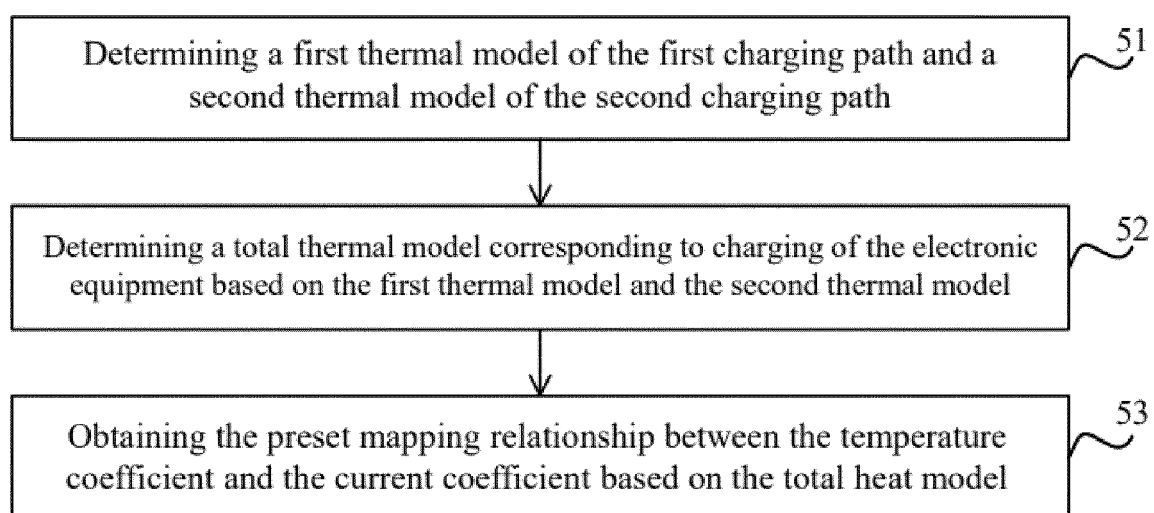 Determining a first thermal model of the first charging path and a
second thermal model of the second charging path
51
Determining a total thermal model corresponding to charging of the electronic
equipment based on the first thermal model and the second thermal model
52
Obtaining the preset mapping relationship between the temperature
coefficient and the current coefficient based on the total heat model
53